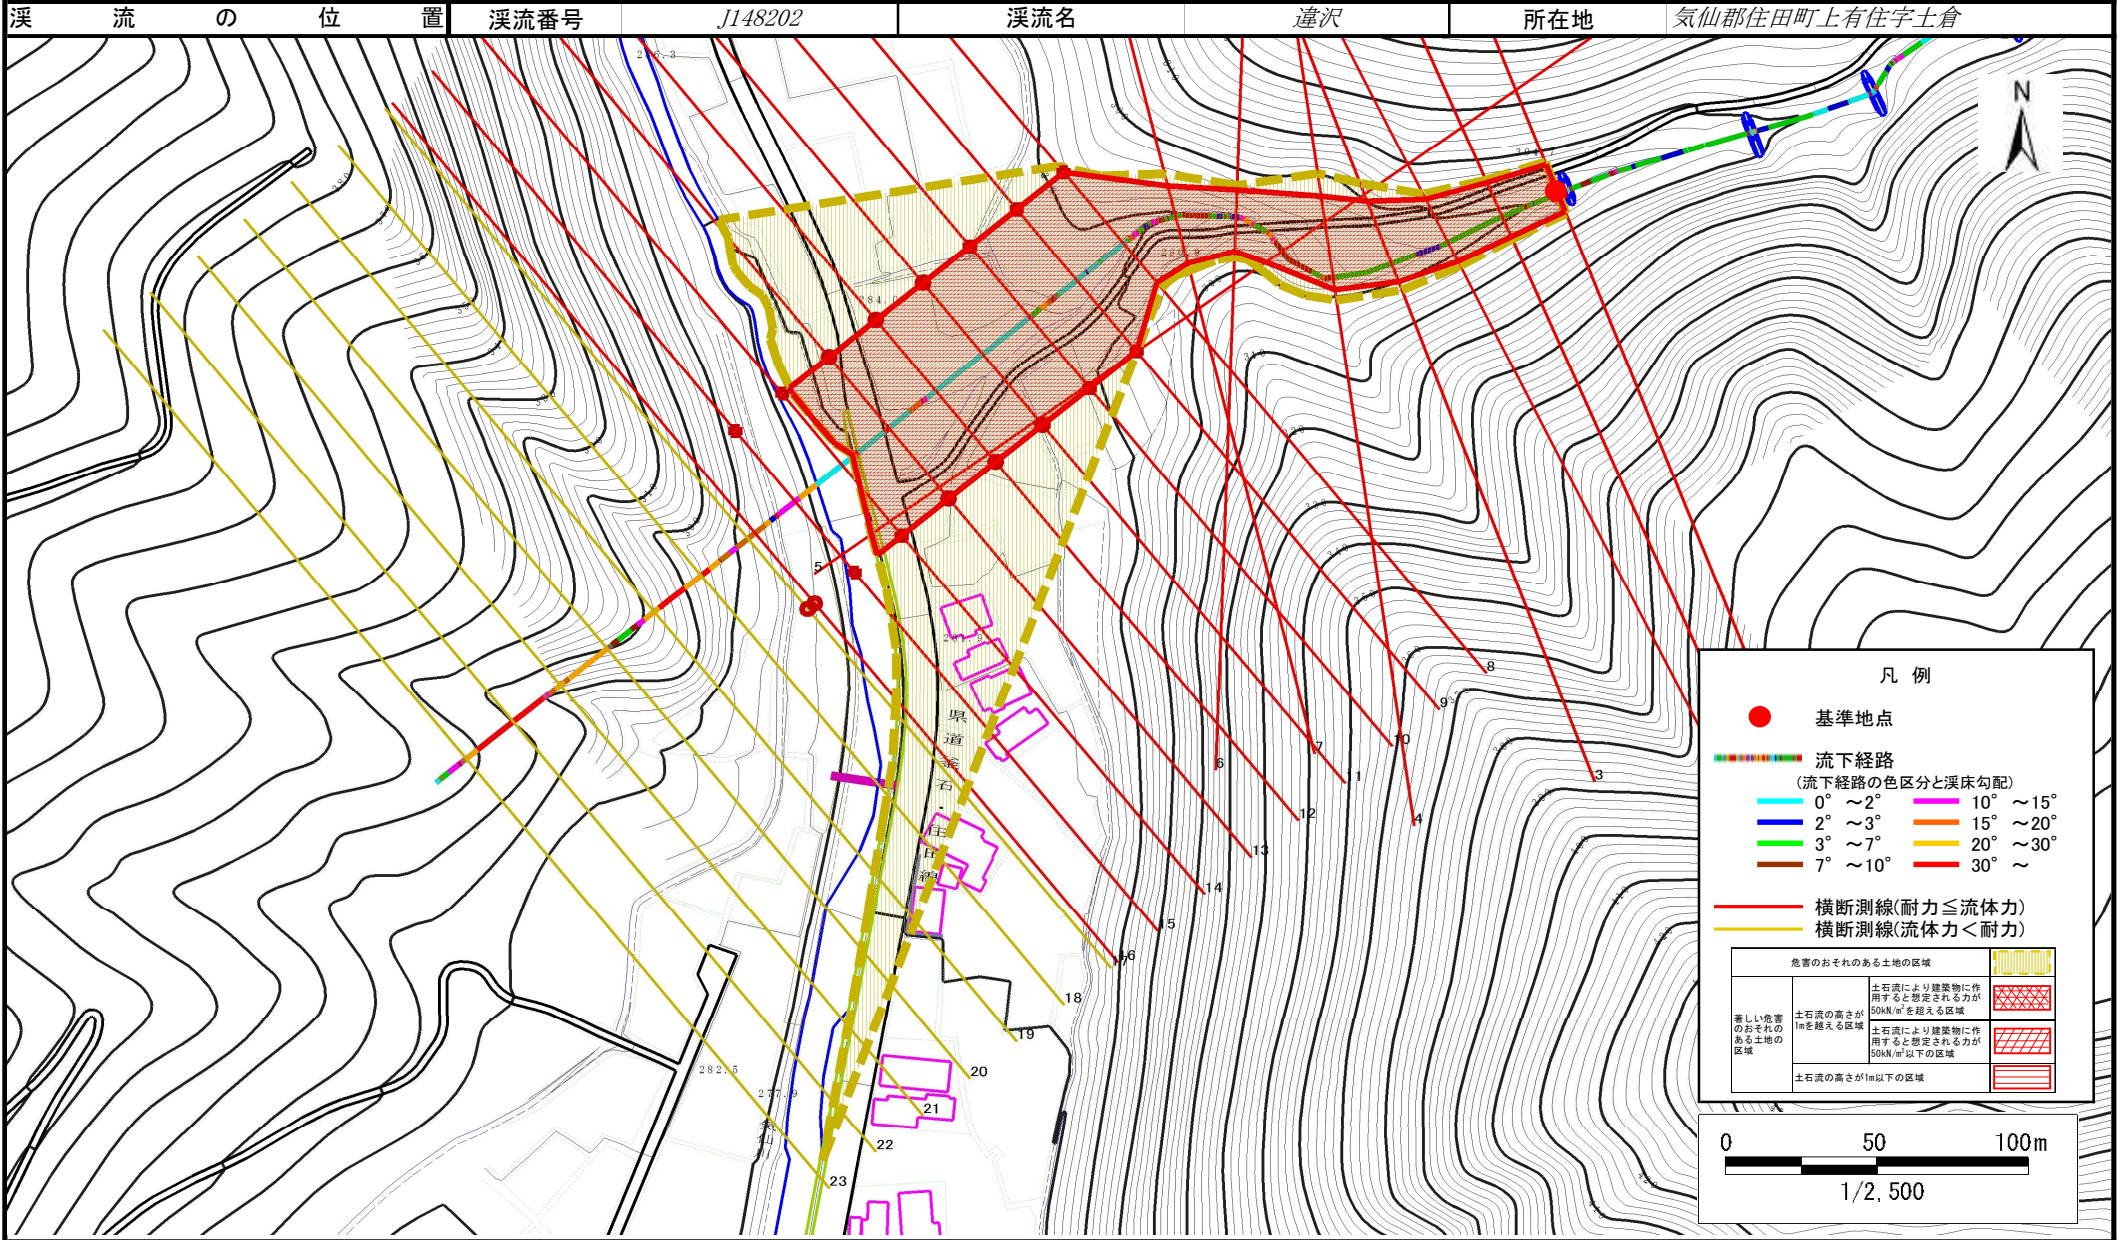 渓流の位置 渓流番号 J148202 渓流名 違沢 所在地 気仙郡住田町上有住字土倉
N
284.
282.5
277.9
県道釜石・住田線
気仙川
3
4
5
6
7
8
9
10
11
12
13
14
15
16
17
18
19
20
21
22
23
凡 例
基準地点
流下経路
(流下経路の色区分と渓床勾配)
0° ～2° 10° ～15°
2° ～3° 15° ～20°
3° ～7° 20° ～30°
7° ～10° 30° ～
横断測線(耐力≦流体力)
横断測線(流体力＜耐力)
危害のおそれのある土地の区域
著しい危害のおそれのある土地の区域
土石流の高さが1mを越える区域
土石流により建築物に作用すると想定される力が50kN/m²を超える区域
土石流により建築物に作用すると想定される力が50kN/m²以下の区域
土石流の高さが1m以下の区域
0 50 100m
1/2,500